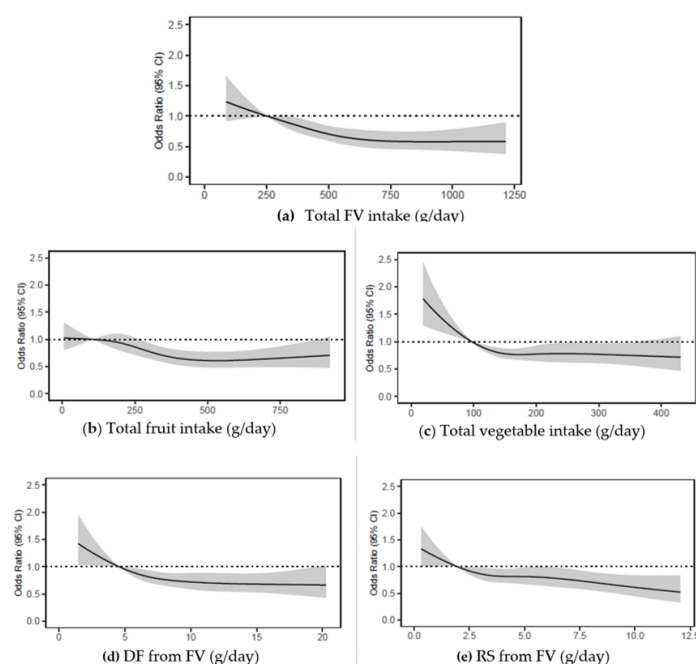 2.5
2.0
1.5
1.0
0.5
0.0
Odds Ratio (95% CI)
0 250 500 750 1000 1250
(a) Total FV intake (g/day)
2.5
2.0
1.5
1.0
0.5
0.0
Odds Ratio (95% CI)
0 250 500 750
(b) Total fruit intake (g/day)
2.5
2.0
1.5
1.0
0.5
0.0
Odds Ratio (95% CI)
0 100 200 300 400
(c) Total vegetable intake (g/day)
2.5
2.0
1.5
1.0
0.5
0.0
Odds Ratio (95% CI)
0 5 10 15 20
(d) DF from FV (g/day)
2.5
2.0
1.5
1.0
0.5
0.0
Odds Ratio (95% CI)
0.0 2.5 5.0 7.5 10.0 12.5
(e) RS from FV (g/day)